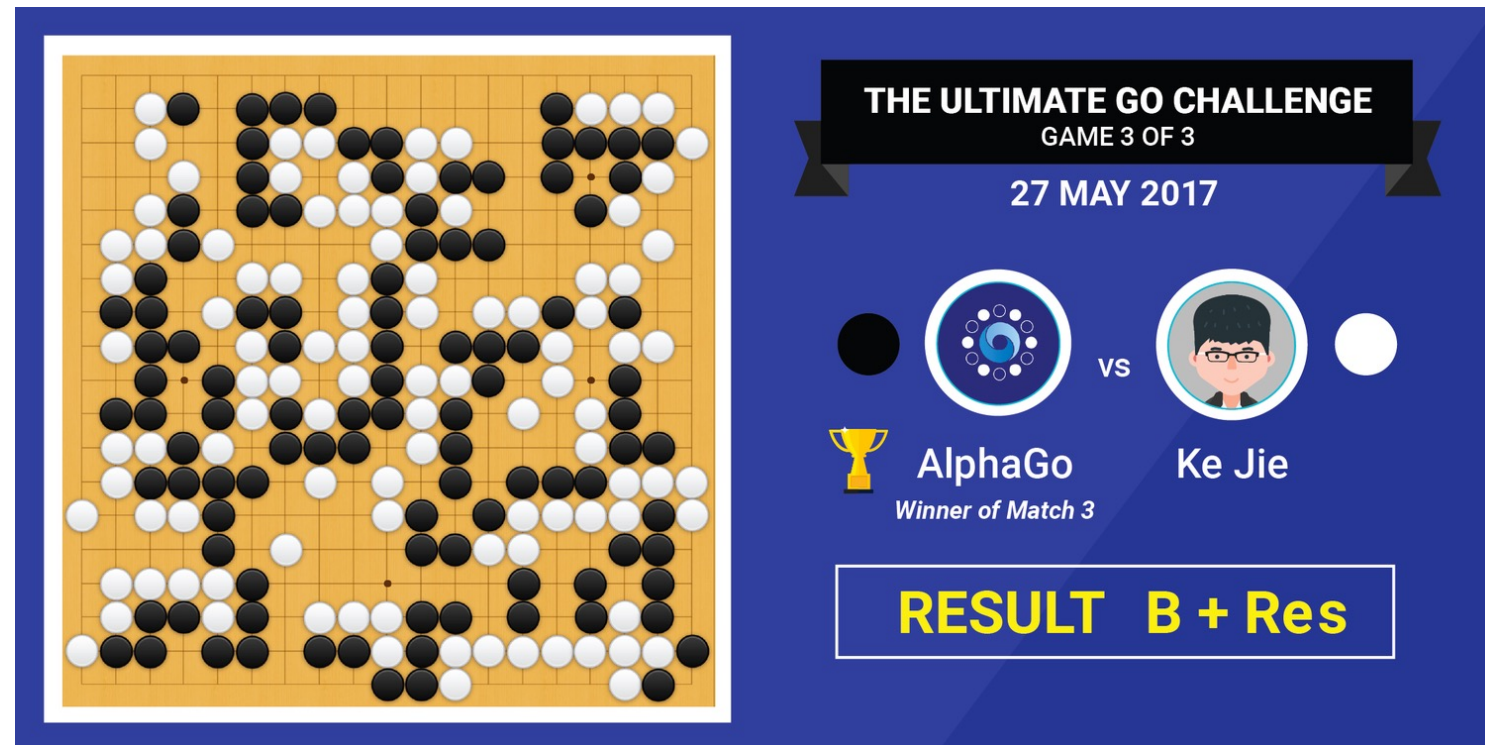 THE ULTIMATE GO CHALLENGE
GAME 3 OF 3
27 MAY 2017
vs
AlphaGo
Ke Jie
Winner of Match 3
RESULT B + Res